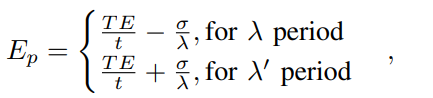 E_p = { TE/t − σ/λ, for λ period
TE/t + σ/λ, for λ′ period ,